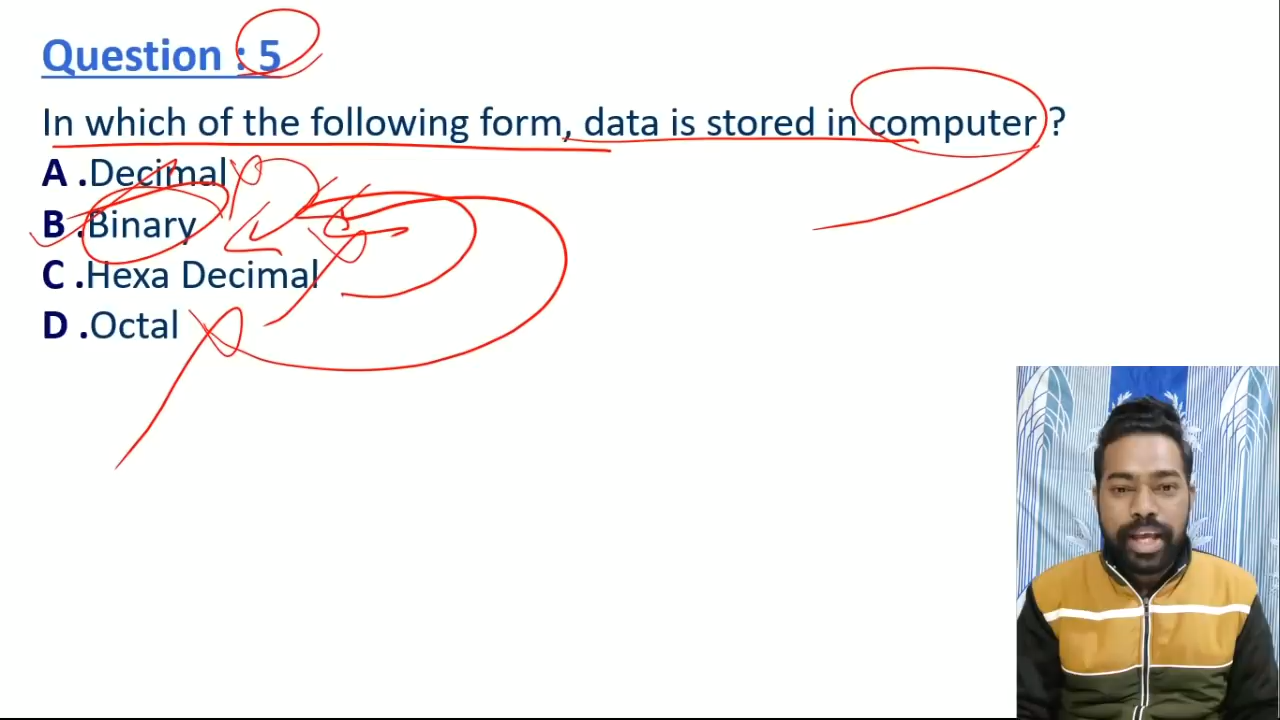 Question : 5
In which of the following form, data is stored in computer ?
A .Decimal
B .Binary
C .Hexa Decimal
D .Octal